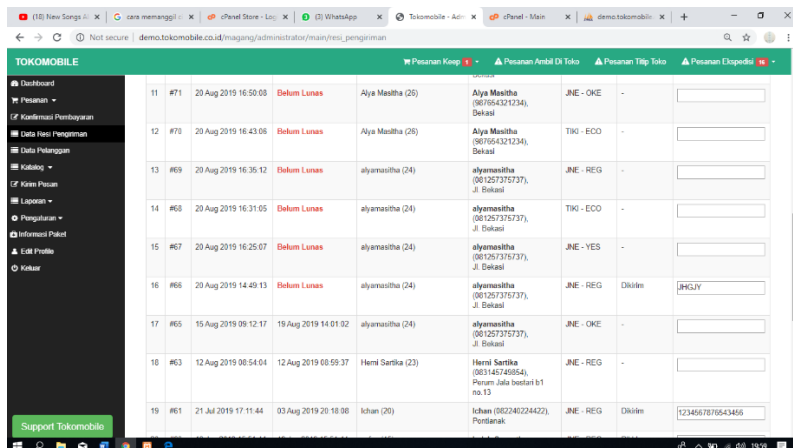 (18) New Songs Al
cara memanggil
cPanel Store - Log
(3) WhatsApp
Tokomobile - Adm
cPanel - Main
demo.tokomobile
Not secure | demo.tokomobile.co.id/magang/administrator/main/resi_pengiriman
TOKOMOBILE
Pesanan Keep 1
Pesanan Ambil Di Toko
Pesanan Titip Toko
Pesanan Ekspedisi 16
Dashboard
Pesanan
Konfirmasi Pembayaran
Data Resi Pengiriman
Data Pelanggan
Katalog
Kirim Pesan
Laporan
Pengaturan
Informasi Paket
Edit Profile
Keluar
Support Tokomobile
Bekasi
11 #71 20 Aug 2019 16:50:08 Belum Lunas Alya Masitha (26) Alya Masitha JNE - OKE -
(987654321234),
Bekasi
12 #70 20 Aug 2019 16:43:06 Belum Lunas Alya Masitha (26) Alya Masitha TIKI - ECO -
(987654321234),
Bekasi
13 #69 20 Aug 2019 16:35:12 Belum Lunas alyamasitha (24) alyamasitha JNE - REG -
(081257375737),
Jl. Bekasi
14 #68 20 Aug 2019 16:31:05 Belum Lunas alyamasitha (24) alyamasitha TIKI - ECO -
(081257375737),
Jl. Bekasi
15 #67 20 Aug 2019 16:25:07 Belum Lunas alyamasitha (24) alyamasitha JNE - YES -
(081257375737),
Jl. Bekasi
16 #66 20 Aug 2019 14:49:13 Belum Lunas alyamasitha (24) alyamasitha JNE - REG Dikirim JHGJY
(081257375737),
Jl. Bekasi
17 #65 15 Aug 2019 09:12:17 19 Aug 2019 14:01:02 alyamasitha (24) alyamasitha JNE - OKE -
(081257375737),
Jl. Bekasi
18 #63 12 Aug 2019 08:54:04 12 Aug 2019 08:59:37 Herni Sartika (23) Herni Sartika JNE - REG -
(083145749854),
Perum Jala bestari b1
no.13
19 #61 21 Jul 2019 17:11:44 03 Aug 2019 20:18:08 Ichan (20) Ichan (082240224422), JNE - REG Dikirim 1234567876543456
Pontianak
19:59